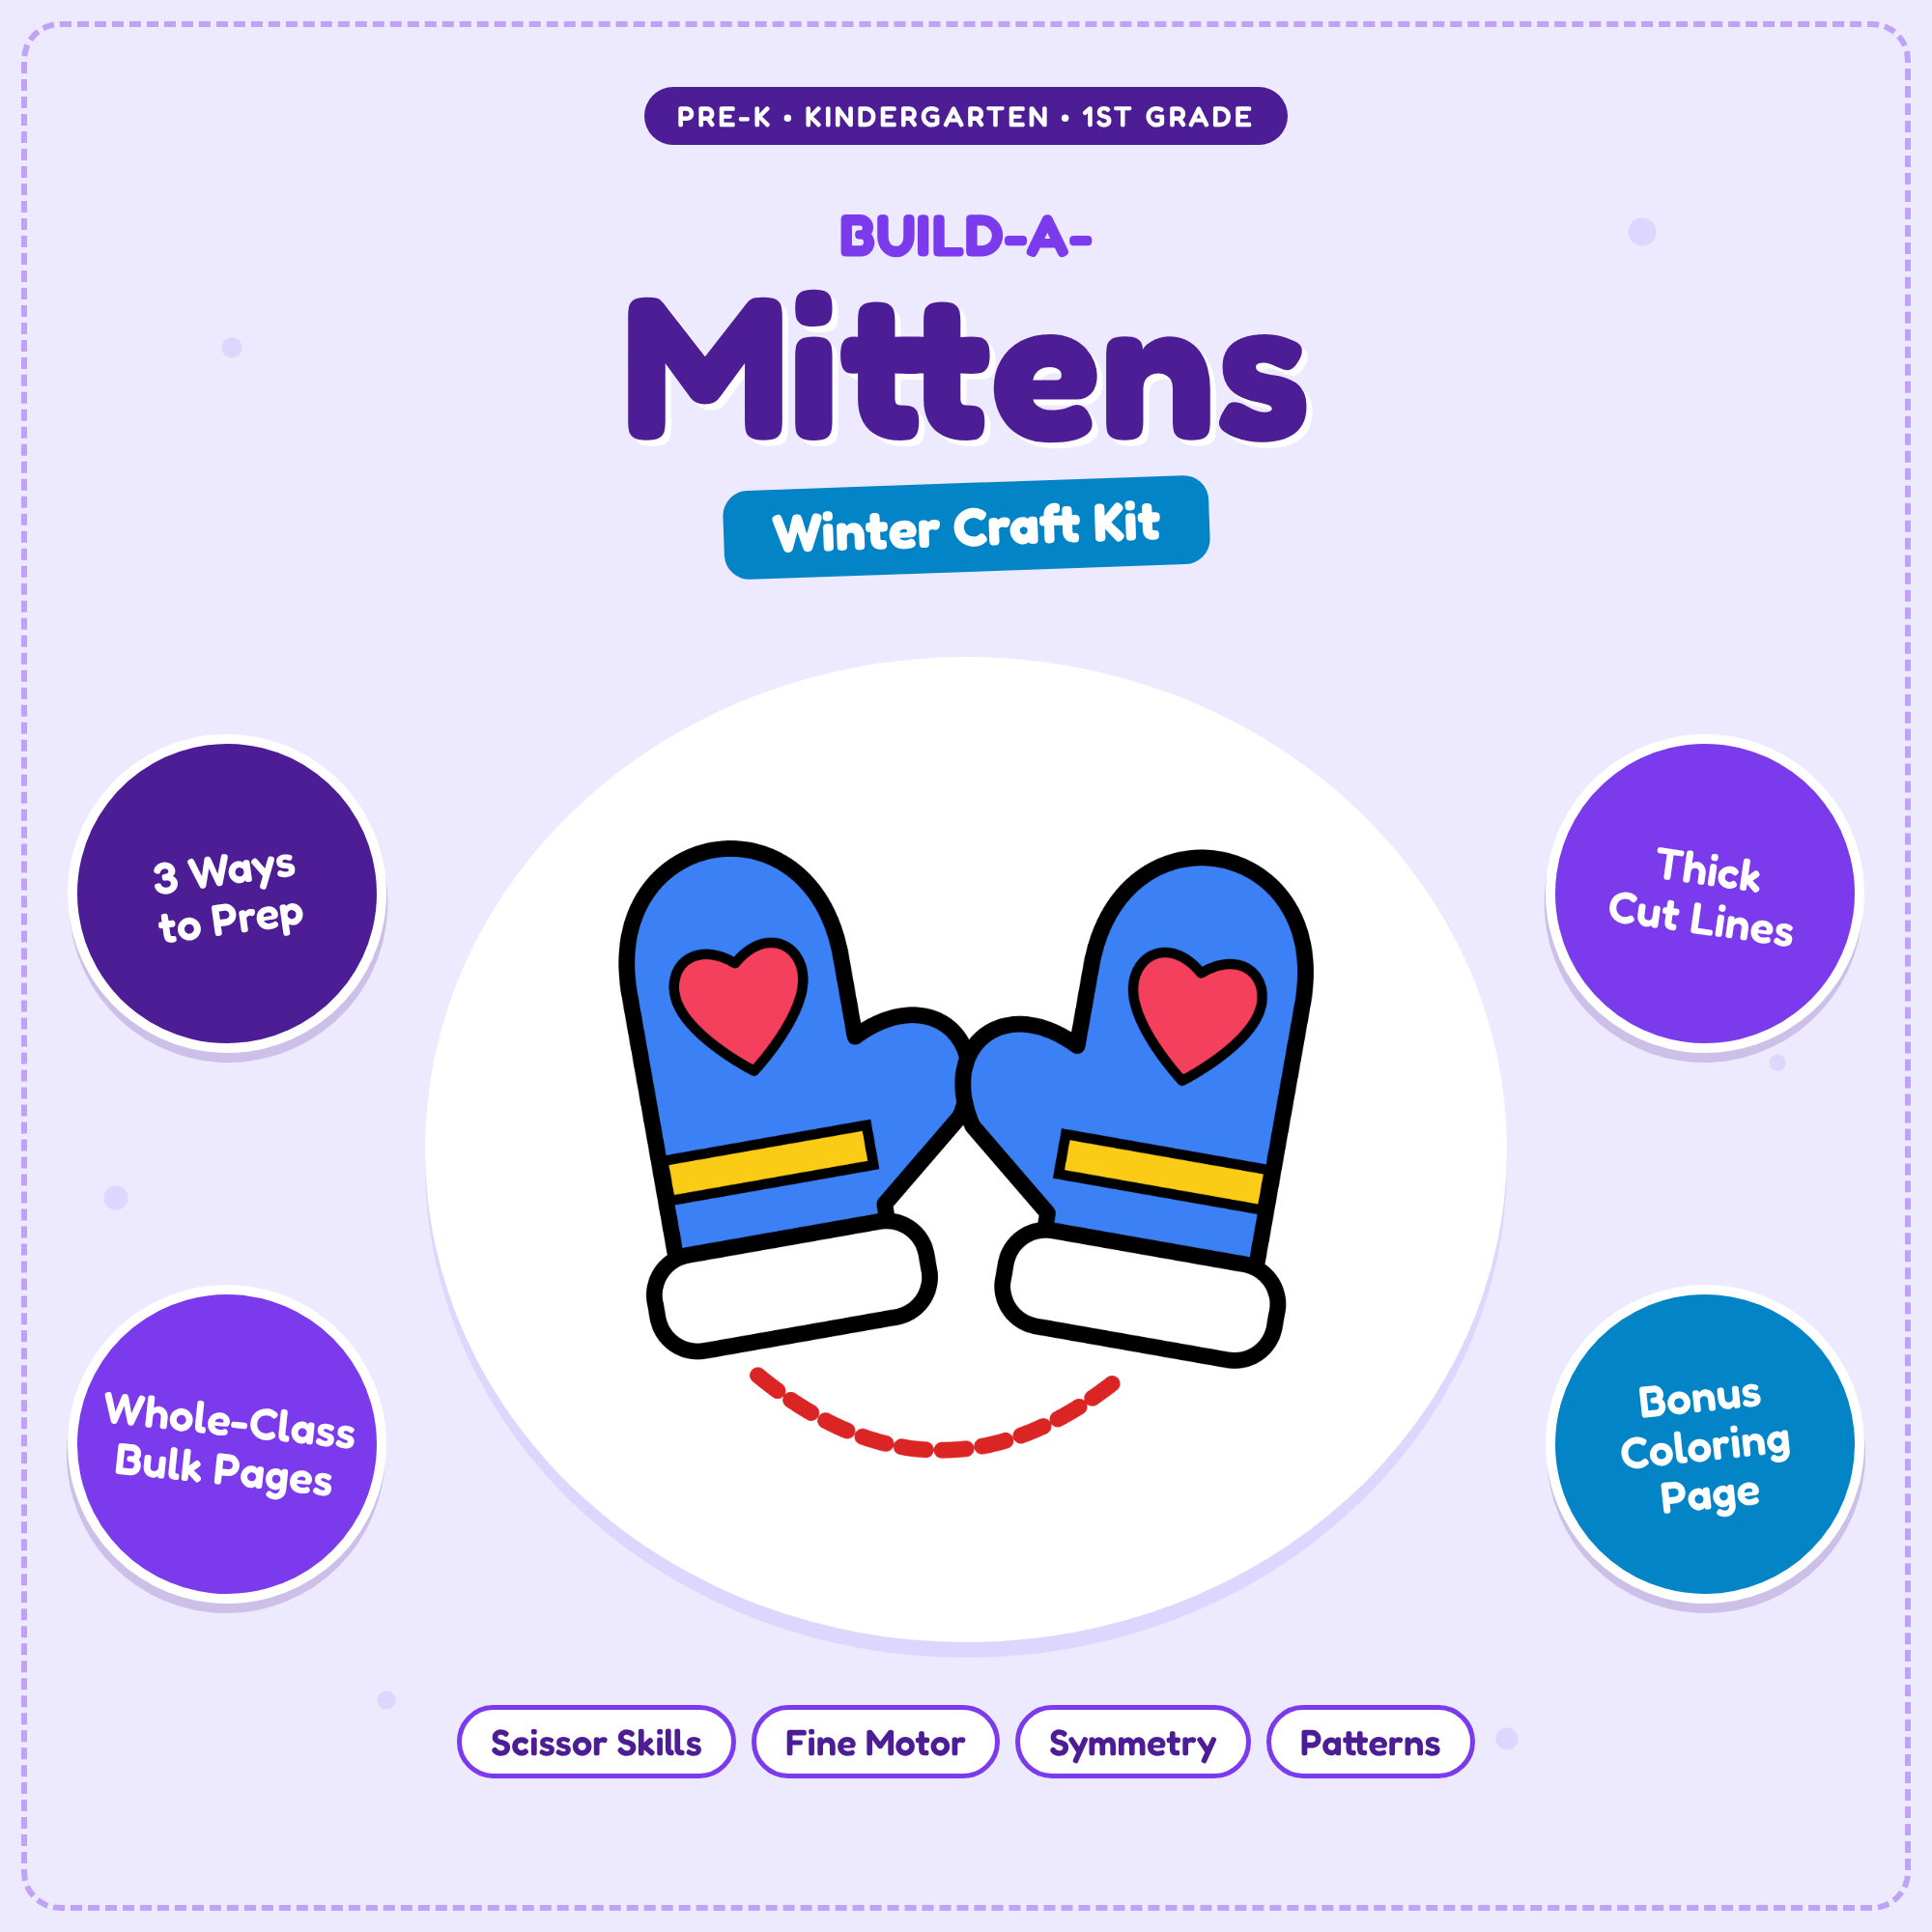 PRE-K • KINDERGARTEN • 1ST GRADE
BUILD-A-
Mittens
Winter Craft Kit
3 Ways
to Prep
Thick
Cut Lines
Whole-Class
Bulk Pages
Bonus
Coloring
Page
Scissor Skills
Fine Motor
Symmetry
Patterns